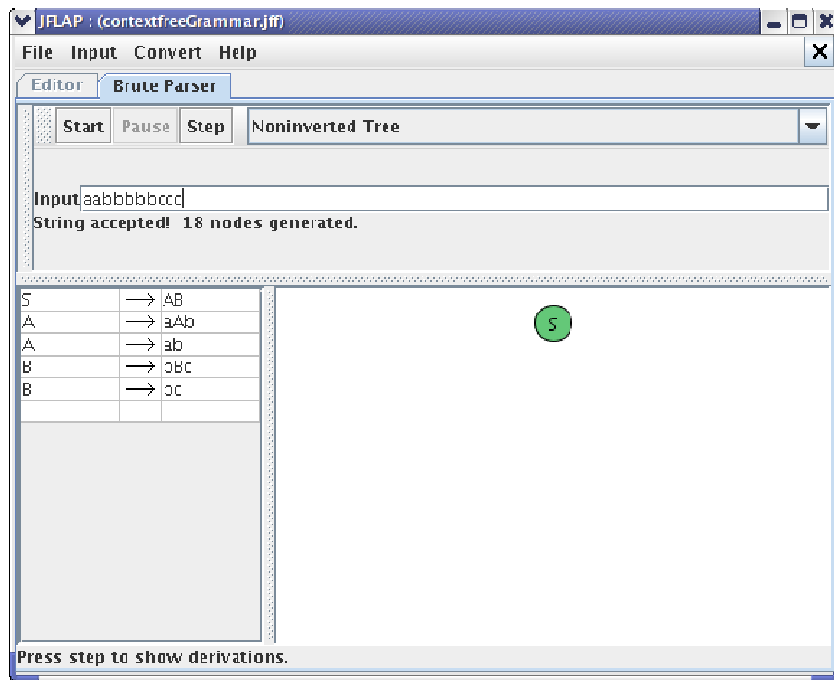 JFLAP : (contextfreeGrammar.jff)
File Input Convert Help
Editor Brute Parser
Start Pause Step Noninverted Tree
Input aabbbbbccc
String accepted! 18 nodes generated.
S → AB
A → aAb
A → ab
B → bBc
B → bc
S
Press step to show derivations.